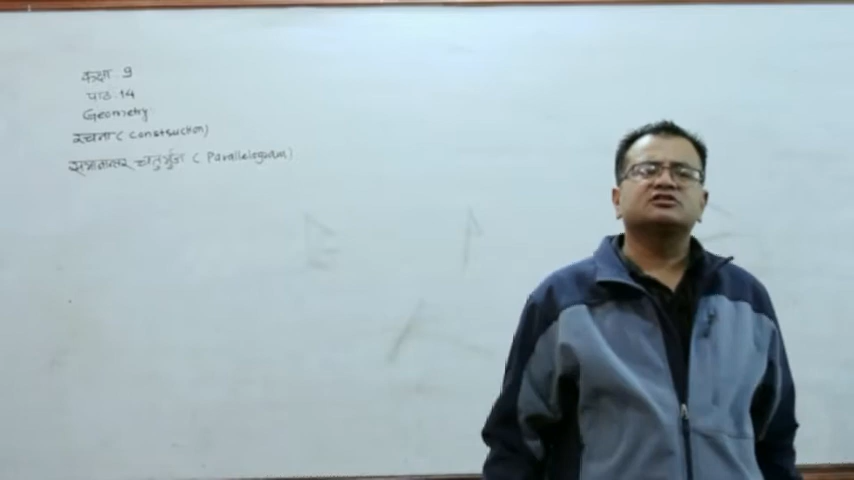 कक्षा : 9
पाठ : 14
Geometry
रचना ( Construction)
समानान्तर चतुर्भुज ( Parallelogram)